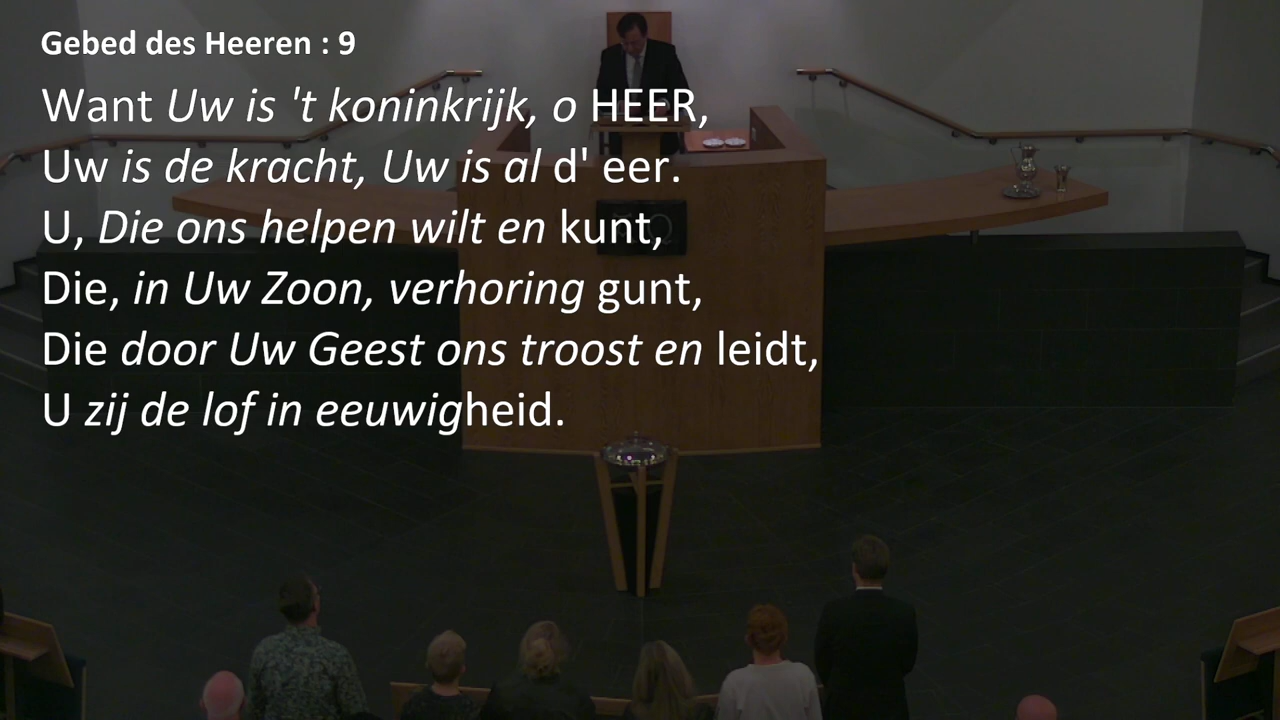 Gebed des Heeren : 9
Want Uw is 't koninkrijk, o HEER,
Uw is de kracht, Uw is al d' eer.
U, Die ons helpen wilt en kunt,
Die, in Uw Zoon, verhoring gunt,
Die door Uw Geest ons troost en leidt,
U zij de lof in eeuwigheid.